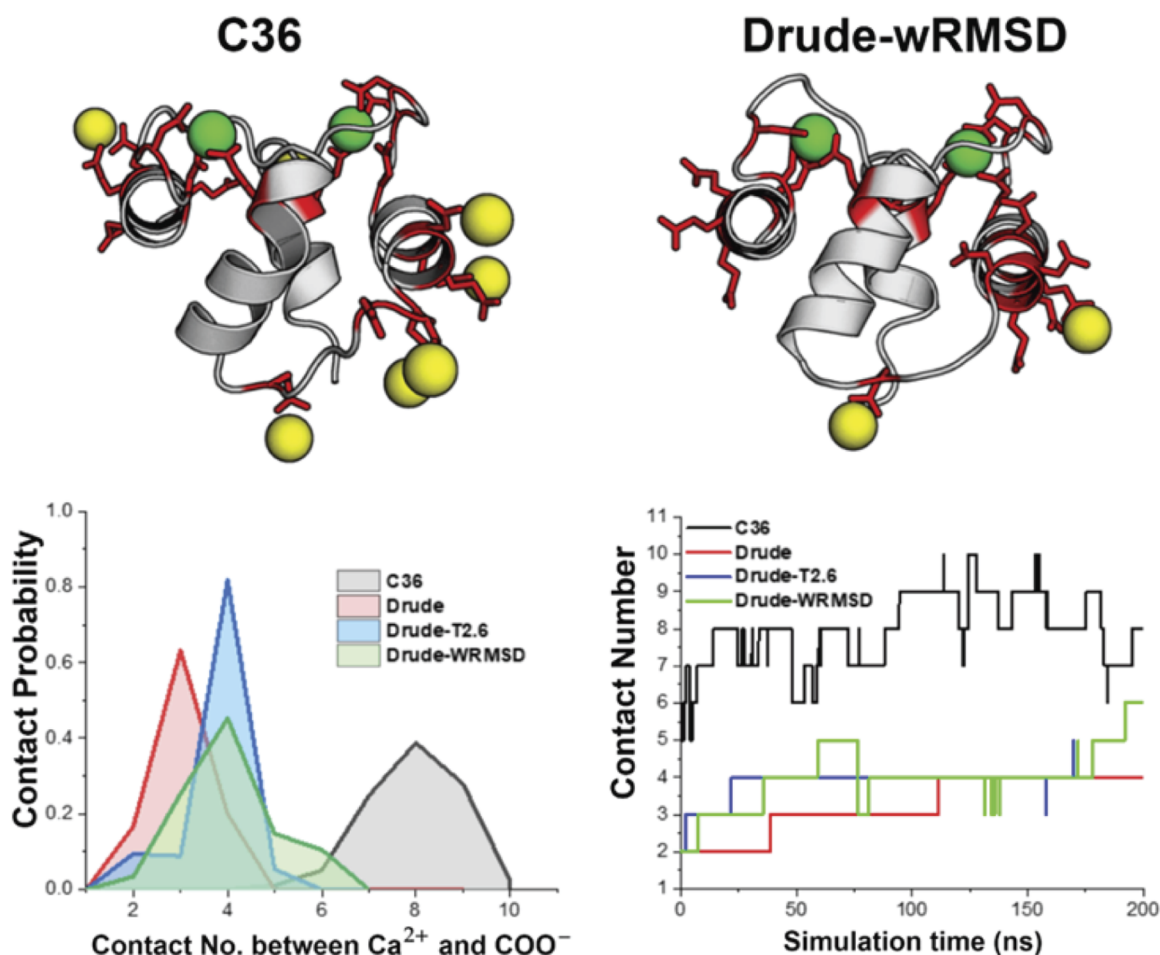 C36
Drude-wRMSD
1.0
0.8
0.6
0.4
0.2
0.0
Contact Probability
C36
Drude
Drude-T2.6
Drude-WRMSD
2
4
6
8
10
Contact No. between Ca²⁺ and COO⁻
11
10
9
8
7
6
5
4
3
2
1
Contact Number
C36
Drude
Drude-T2.6
Drude-WRMSD
0
50
100
150
200
Simulation time (ns)